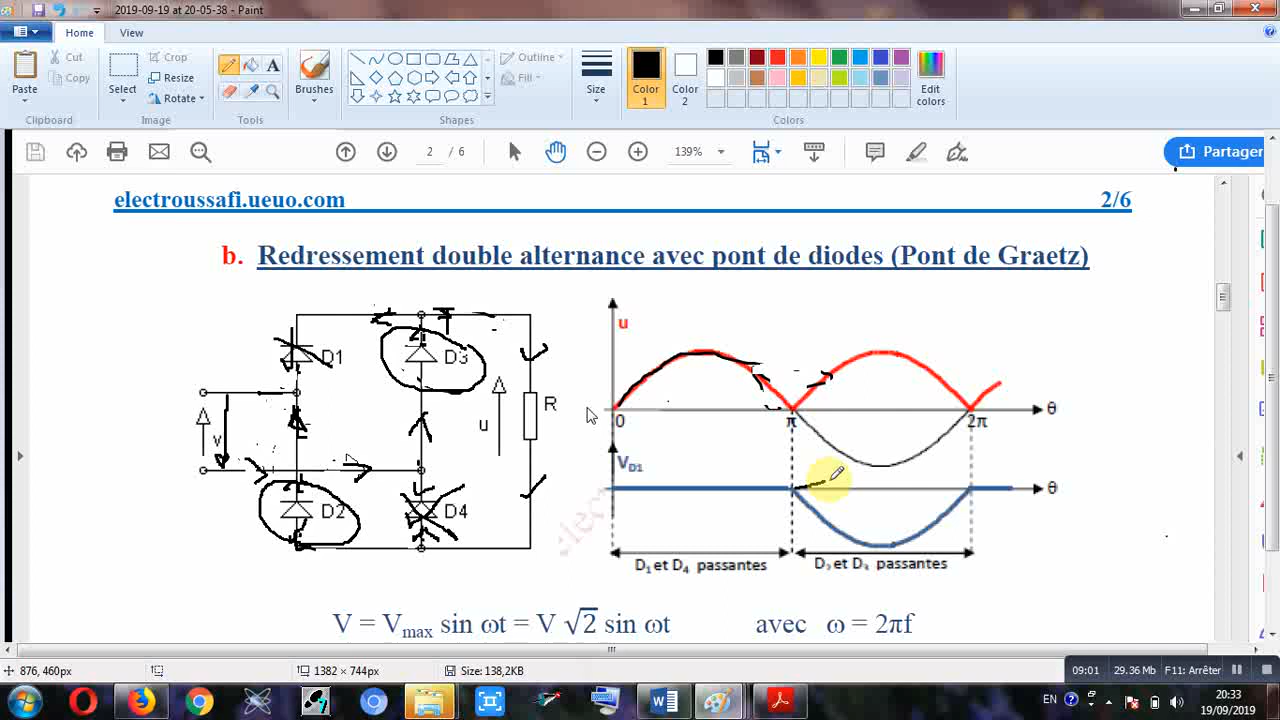 2019-09-19 at 20-05-38 - Paint
Home View
Paste
Cut
Copy
Clipboard
Select
Crop
Resize
Rotate
Image
Tools
Brushes
Shapes
Outline
Fill
Size
Color 1
Color 2
Edit colors
Colors
2 / 6
139%
Partager
electroussafi.ueuo.com 2/6
b. Redressement double alternance avec pont de diodes (Pont de Graetz)
D1
D3
R
u
v
D2
D4
u
0 π 2π θ
VD1
θ
D1 et D4 passantes
D2 et D3 passantes
V = Vmax sin ωt = V √2 sin ωt avec ω = 2πf
876, 460px
1382 × 744px
Size: 138,2KB
09:01 29.36 Mb F11: Arrêter
EN
20:33
19/09/2019